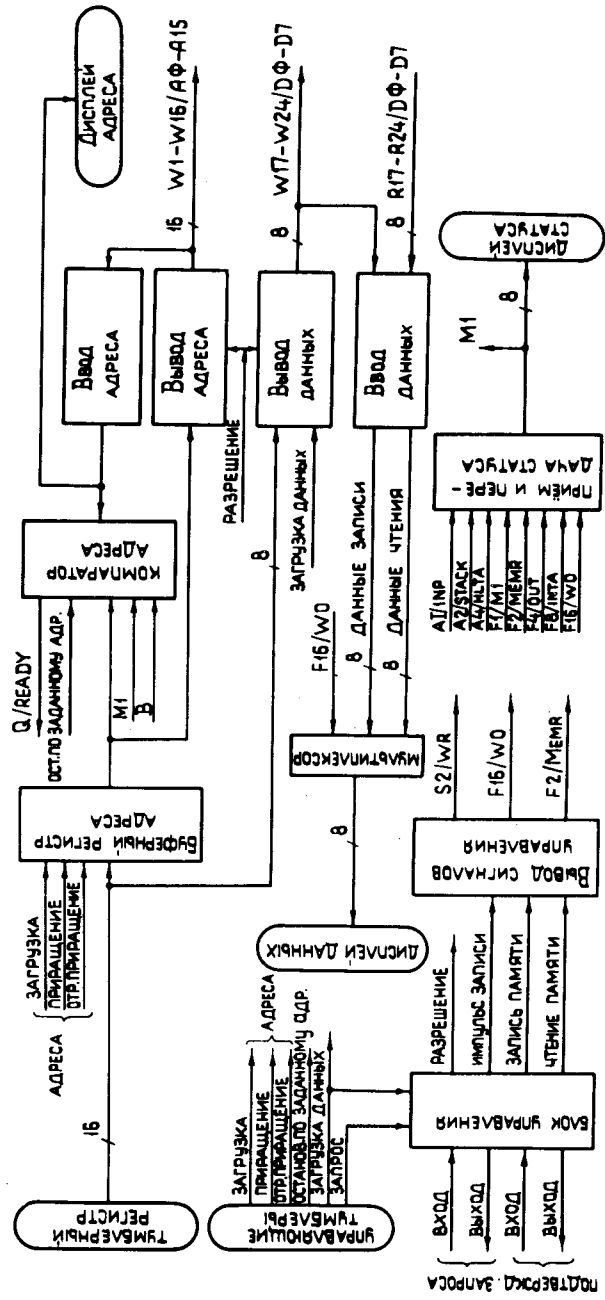 ТУМБЛЕРНЫЙ
РЕГИСТР
16
АДРЕСА
ЗАГРУЗКА
ПРИРАЩЕНИЕ
ОТР.ПРИРАЩЕНИЕ
БУФЕРНЫЙ РЕГИСТР
АДРЕСА
Q/READY
ОСТ.ПО ЗАДАННОМУ АДР.
M1
B
КОМПАРАТОР
АДРЕСА
ВВОД
АДРЕСА
ВЫВОД
АДРЕСА
ДИСПЛЕЙ
АДРЕСА
16
W1-W16/AФ-A15
РАЗРЕШЕНИЕ
8
ЗАГРУЗКА ДАННЫХ
ВЫВОД
ДАННЫХ
8
W17-W24/DФ-D7
ВВОД
ДАННЫХ
8
R17-R24/DФ-D7
F16/WO
8 ДАННЫЕ ЗАПИСИ
ДАННЫЕ ЧТЕНИЯ
8
МУЛЬТИПЛЕКСОР
8
ДИСПЛЕЙ ДАННЫХ
УПРАВЛЯЮЩИЕ
ТУМБЛЕРЫ
ЗАГРУЗКА
ПРИРАЩЕНИЕ
ОТР.ПРИРАЩЕНИЕ
АДРЕСА
ОСТАНОВ.ПО ЗАДАННОМУ АДР.
ЗАГРУЗКА ДАННЫХ
ЗАПРОС
ПОДТВЕРЖД. ЗАПРОСА
ВХОД
ВЫХОД
ВХОД
ВЫХОД
БЛОК УПРАВЛЕНИЯ
РАЗРЕШЕНИЕ
ИМПУЛЬС ЗАПИСИ
ЗАПИСЬ ПАМЯТИ
ЧТЕНИЕ ПАМЯТИ
ВЫВОД СИГНАЛОВ
УПРАВЛЕНИЯ
S2/WR
F16/WO
F2/MEMR
A1/INP
A2/STACK
A4/HLTA
F1/M1
F2/MEMR
F4/OUT
F8/INTA
F16/WO
ПРИЁМ И ПЕРЕ-
ДАЧА СТАТУСА
M1
8
ДИСПЛЕЙ
СТАТУСА